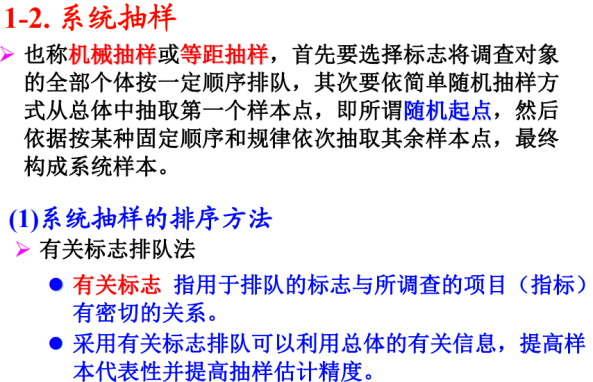 1-2. 系统抽样
也称机械抽样或等距抽样，首先要选择标志将调查对象
的全部个体按一定顺序排队，其次要依简单随机抽样方
式从总体中抽取第一个样本点，即所谓随机起点，然后
依据按某种固定顺序和规律依次抽取其余样本点，最终
构成系统样本。
(1)系统抽样的排序方法
有关标志排队法
有关标志 指用于排队的标志与所调查的项目（指标）
有密切的关系。
采用有关标志排队可以利用总体的有关信息，提高样
本代表性并提高抽样估计精度。